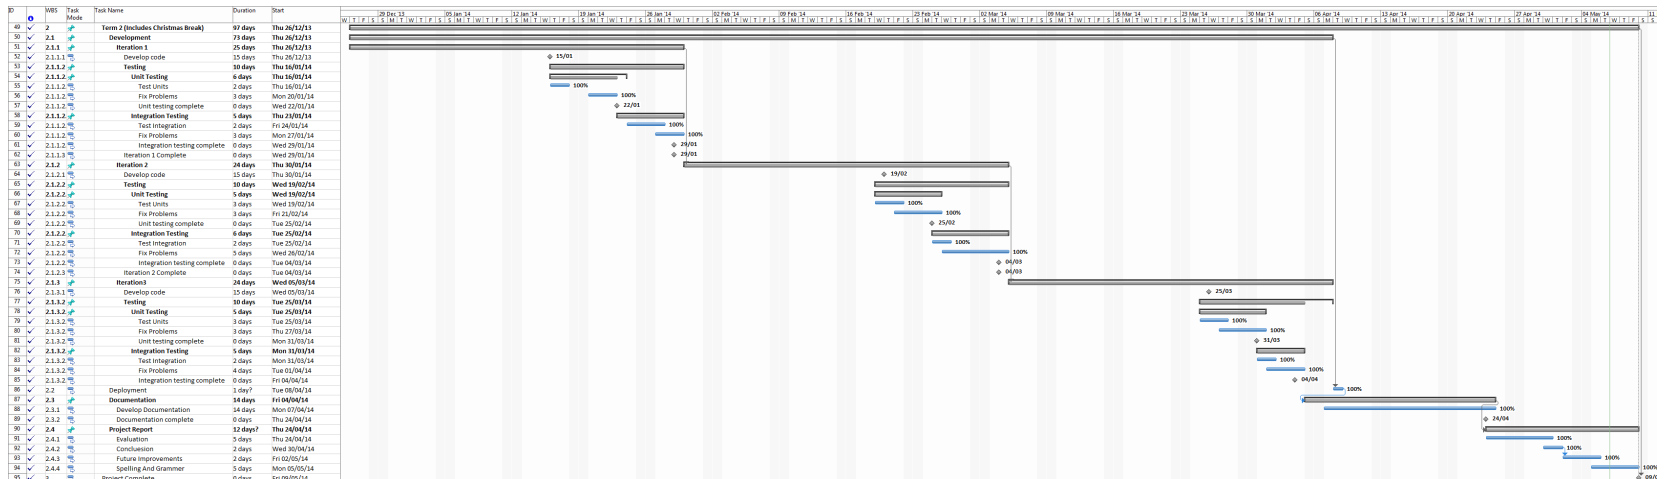 ID WBS Task Mode Task Name Duration Start
29 Dec '13 05 Jan '14 12 Jan '14 19 Jan '14 26 Jan '14 02 Feb '14 09 Feb '14 16 Feb '14 23 Feb '14 02 Mar '14 09 Mar '14 16 Mar '14 23 Mar '14 30 Mar '14 06 Apr '14 13 Apr '14 20 Apr '14 27 Apr '14 04 May '14 11
49 2 Term 2 (Includes Christmas Break) 97 days Thu 26/12/13
50 2.1 Development 73 days Thu 26/12/13
51 2.1.1 Iteration 1 25 days Thu 26/12/13
52 2.1.1.1 Develop code 15 days Thu 26/12/13 15/01
53 2.1.1.2 Testing 10 days Thu 16/01/14
54 2.1.1.2. Unit Testing 6 days Thu 16/01/14
55 2.1.1.2. Test Units 2 days Thu 16/01/14 100%
56 2.1.1.2. Fix Problems 3 days Mon 20/01/14 100%
57 2.1.1.2. Unit testing complete 0 days Wed 22/01/14 22/01
58 2.1.1.2. Integration Testing 5 days Thu 23/01/14
59 2.1.1.2. Test Integration 2 days Fri 24/01/14 100%
60 2.1.1.2. Fix Problems 3 days Mon 27/01/14 100%
61 2.1.1.2. Integration testing complete 0 days Wed 29/01/14 29/01
62 2.1.1.3 Iteration 1 Complete 0 days Wed 29/01/14 29/01
63 2.1.2 Iteration 2 24 days Thu 30/01/14
64 2.1.2.1 Develop code 15 days Thu 30/01/14 19/02
65 2.1.2.2 Testing 10 days Wed 19/02/14
66 2.1.2.2. Unit Testing 5 days Wed 19/02/14
67 2.1.2.2. Test Units 3 days Wed 19/02/14 100%
68 2.1.2.2. Fix Problems 3 days Fri 21/02/14 100%
69 2.1.2.2. Unit testing complete 0 days Tue 25/02/14 25/02
70 2.1.2.2. Integration Testing 6 days Tue 25/02/14
71 2.1.2.2. Test Integration 2 days Tue 25/02/14 100%
72 2.1.2.2. Fix Problems 5 days Wed 26/02/14 100%
73 2.1.2.2. Integration testing complete 0 days Tue 04/03/14 04/03
74 2.1.2.3 Iteration 2 Complete 0 days Tue 04/03/14 04/03
75 2.1.3 Iteration3 24 days Wed 05/03/14
76 2.1.3.1 Develop code 15 days Wed 05/03/14 25/03
77 2.1.3.2 Testing 10 days Tue 25/03/14
78 2.1.3.2. Unit Testing 5 days Tue 25/03/14
79 2.1.3.2. Test Units 3 days Tue 25/03/14 100%
80 2.1.3.2. Fix Problems 3 days Thu 27/03/14 100%
81 2.1.3.2. Unit testing complete 0 days Mon 31/03/14 31/03
82 2.1.3.2. Integration Testing 5 days Mon 31/03/14
83 2.1.3.2. Test Integration 2 days Mon 31/03/14 100%
84 2.1.3.2. Fix Problems 4 days Tue 01/04/14 100%
85 2.1.3.2. Integration testing complete 0 days Fri 04/04/14 04/04
86 2.2 Deployment 1 day? Tue 08/04/14 100%
87 2.3 Documentation 14 days Fri 04/04/14
88 2.3.1 Develop Documentation 14 days Mon 07/04/14 100%
89 2.3.2 Documentation complete 0 days Thu 24/04/14 24/04
90 2.4 Project Report 12 days? Thu 24/04/14
91 2.4.1 Evaluation 5 days Thu 24/04/14 100%
92 2.4.2 Concluesion 2 days Wed 30/04/14 100%
93 2.4.3 Future Improvements 2 days Fri 02/05/14 100%
94 2.4.4 Spelling And Grammer 5 days Mon 05/05/14 100%
95 3 Project Complete 0 days Fri 09/05/14